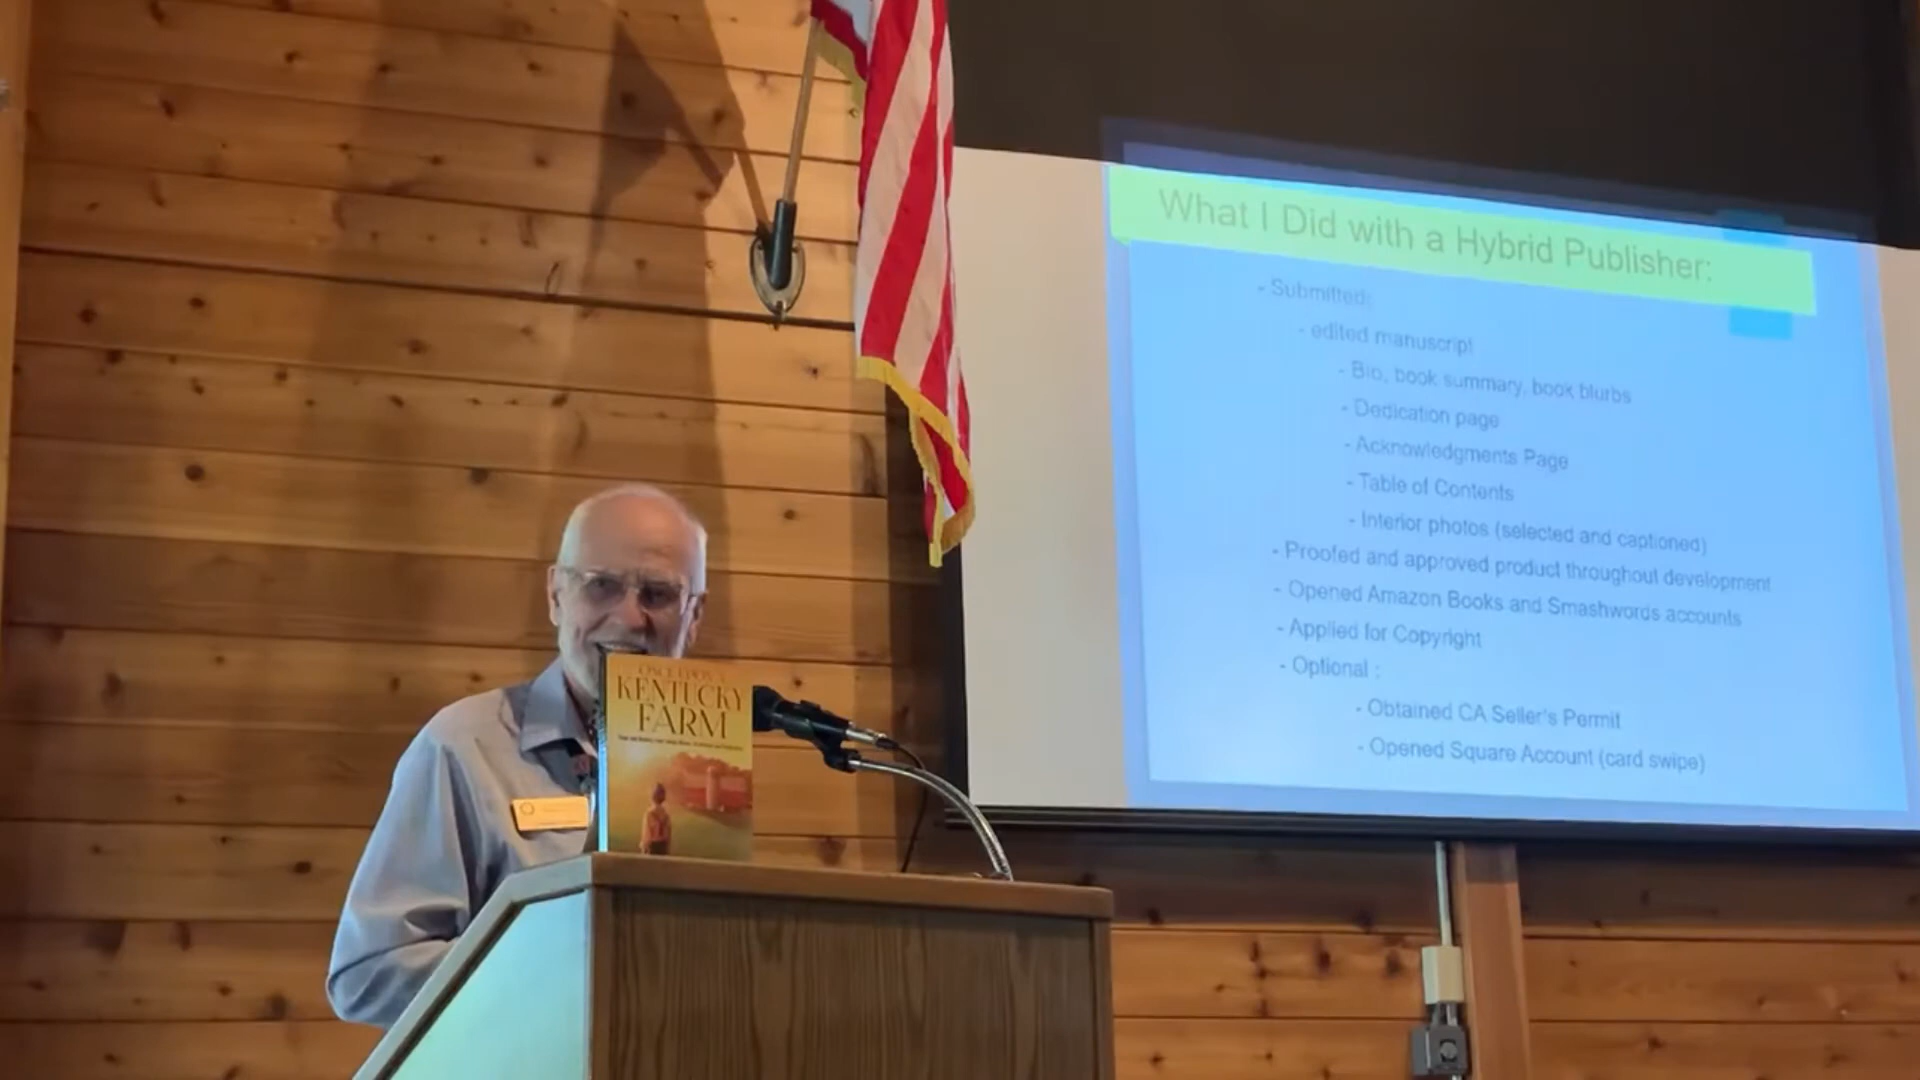 What I Did with a Hybrid Publisher:
- Submitted:
- edited manuscript
- Bio, book summary, book blurbs
- Dedication page
- Acknowledgments Page
- Table of Contents
- Interior photos (selected and captioned)
- Proofed and approved product throughout development
- Opened Amazon Books and Smashwords accounts
- Applied for Copyright
- Optional :
- Obtained CA Seller's Permit
- Opened Square Account (card swipe)
ONCE UPON A
KENTUCKY
FARM